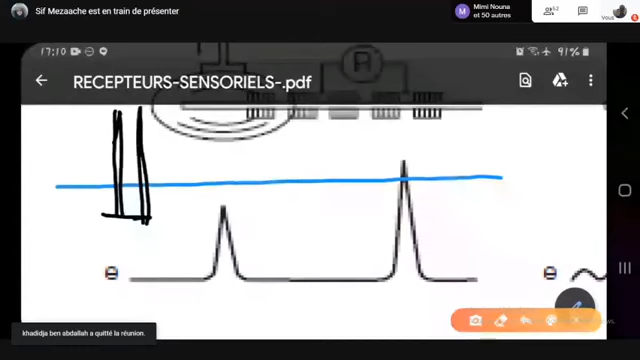 Sif Mezaache est en train de présenter
Mimi Nouna
et 50 autres
52
vous
17:10
91%
RECEPTEURS-SENSORIELS-.pdf
R
e
e
khadidja ben abdallah a quitté la réunion.